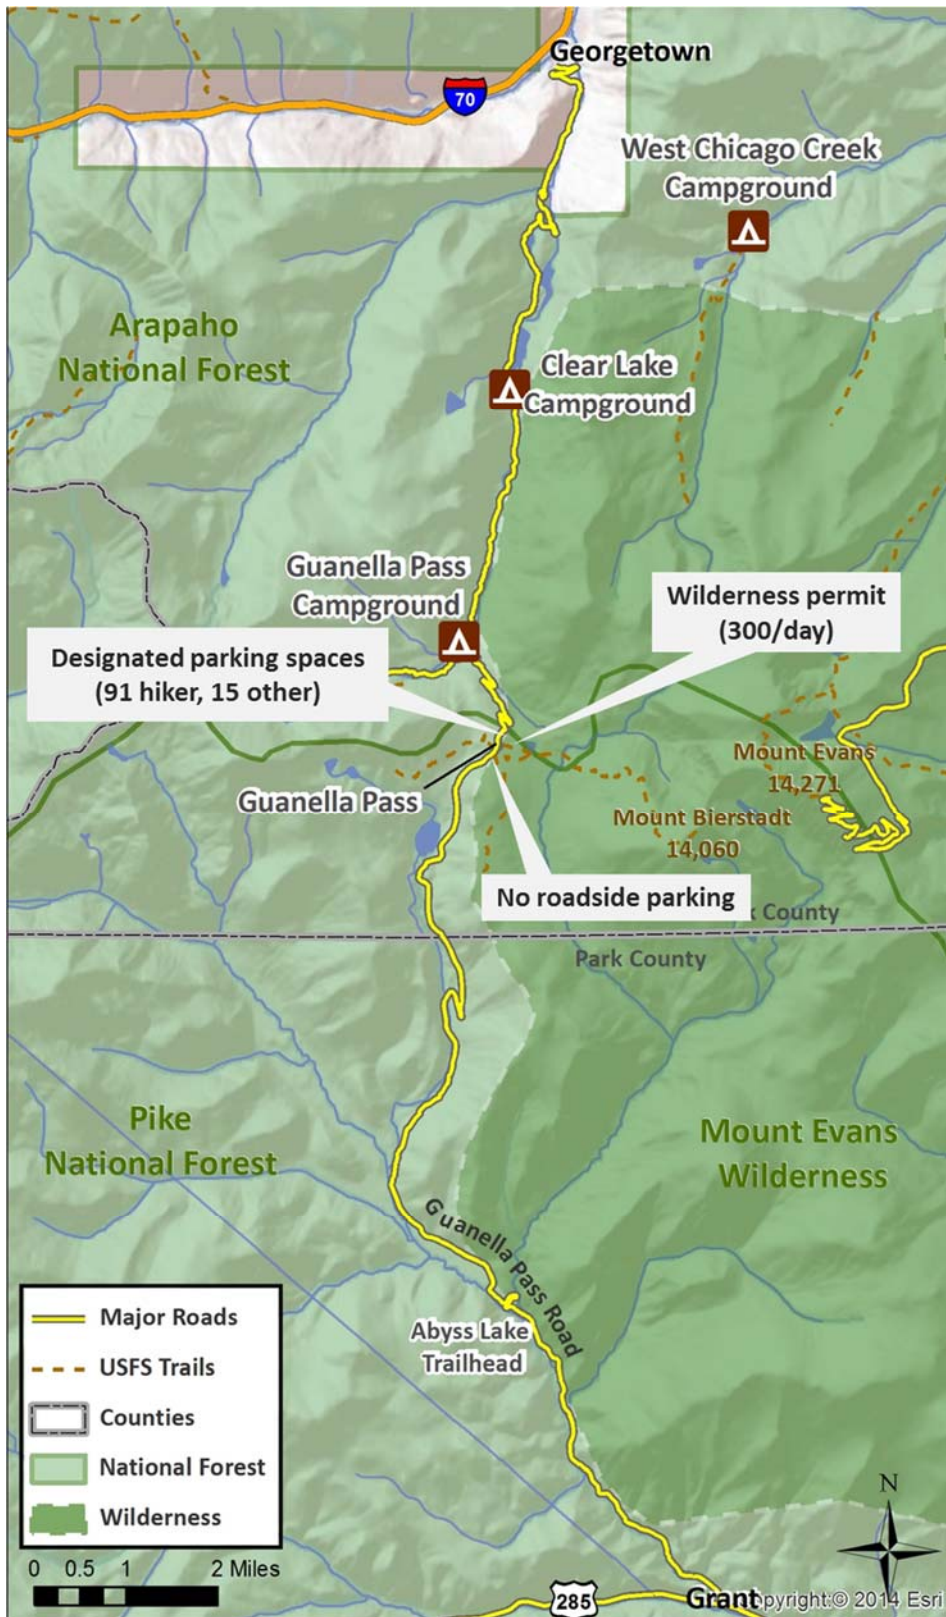 Georgetown
70
West Chicago Creek
Campground
Arapaho
National Forest
Clear Lake
Campground
Guanella Pass
Campground
Wilderness permit
(300/day)
Designated parking spaces
(91 hiker, 15 other)
Guanella Pass
Mount Evans
14,271
Mount Bierstadt
14,060
No roadside parking
k County
Park County
Pike
National Forest
Mount Evans
Wilderness
Guanella Pass Road
Abyss Lake
Trailhead
Major Roads
USFS Trails
Counties
National Forest
Wilderness
N
0 0.5 1 2 Miles
285
Grant
opyright:© 2014 Esri